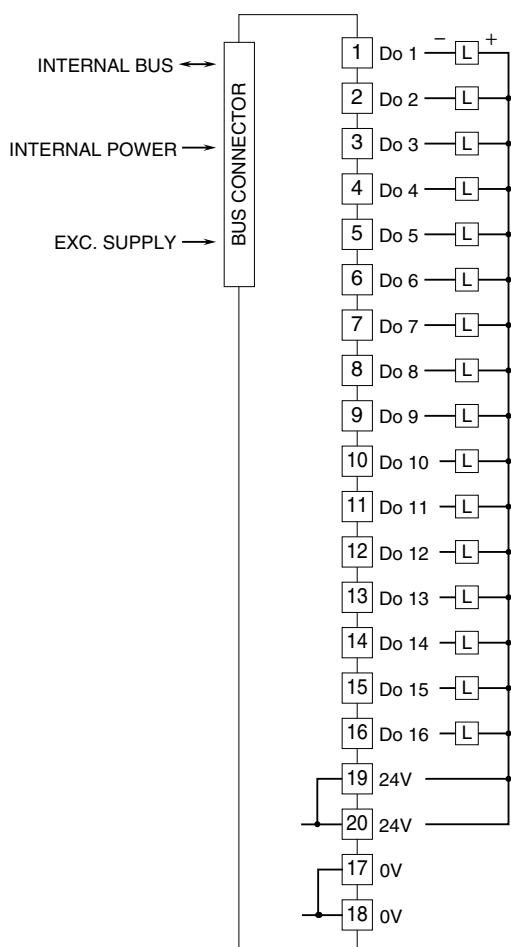 1 Do 1 − L +
INTERNAL BUS
2 Do 2 L
3 Do 3 L
INTERNAL POWER
BUS CONNECTOR
4 Do 4 L
5 Do 5 L
EXC. SUPPLY
6 Do 6 L
7 Do 7 L
8 Do 8 L
9 Do 9 L
10 Do 10 L
11 Do 11 L
12 Do 12 L
13 Do 13 L
14 Do 14 L
15 Do 15 L
16 Do 16 L
19 24V
20 24V
17 0V
18 0V